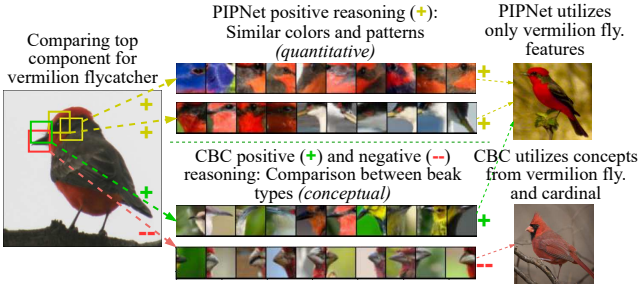 Comparing top
component for
vermilion flycatcher
PIPNet positive reasoning (+):
Similar colors and patterns
(quantitative)
PIPNet utilizes
only vermilion fly.
features
+
+
+
+
CBC positive (+) and negative (--)
reasoning: Comparison between beak
types (conceptual)
CBC utilizes concepts
from vermilion fly.
and cardinal
+
--
+
--